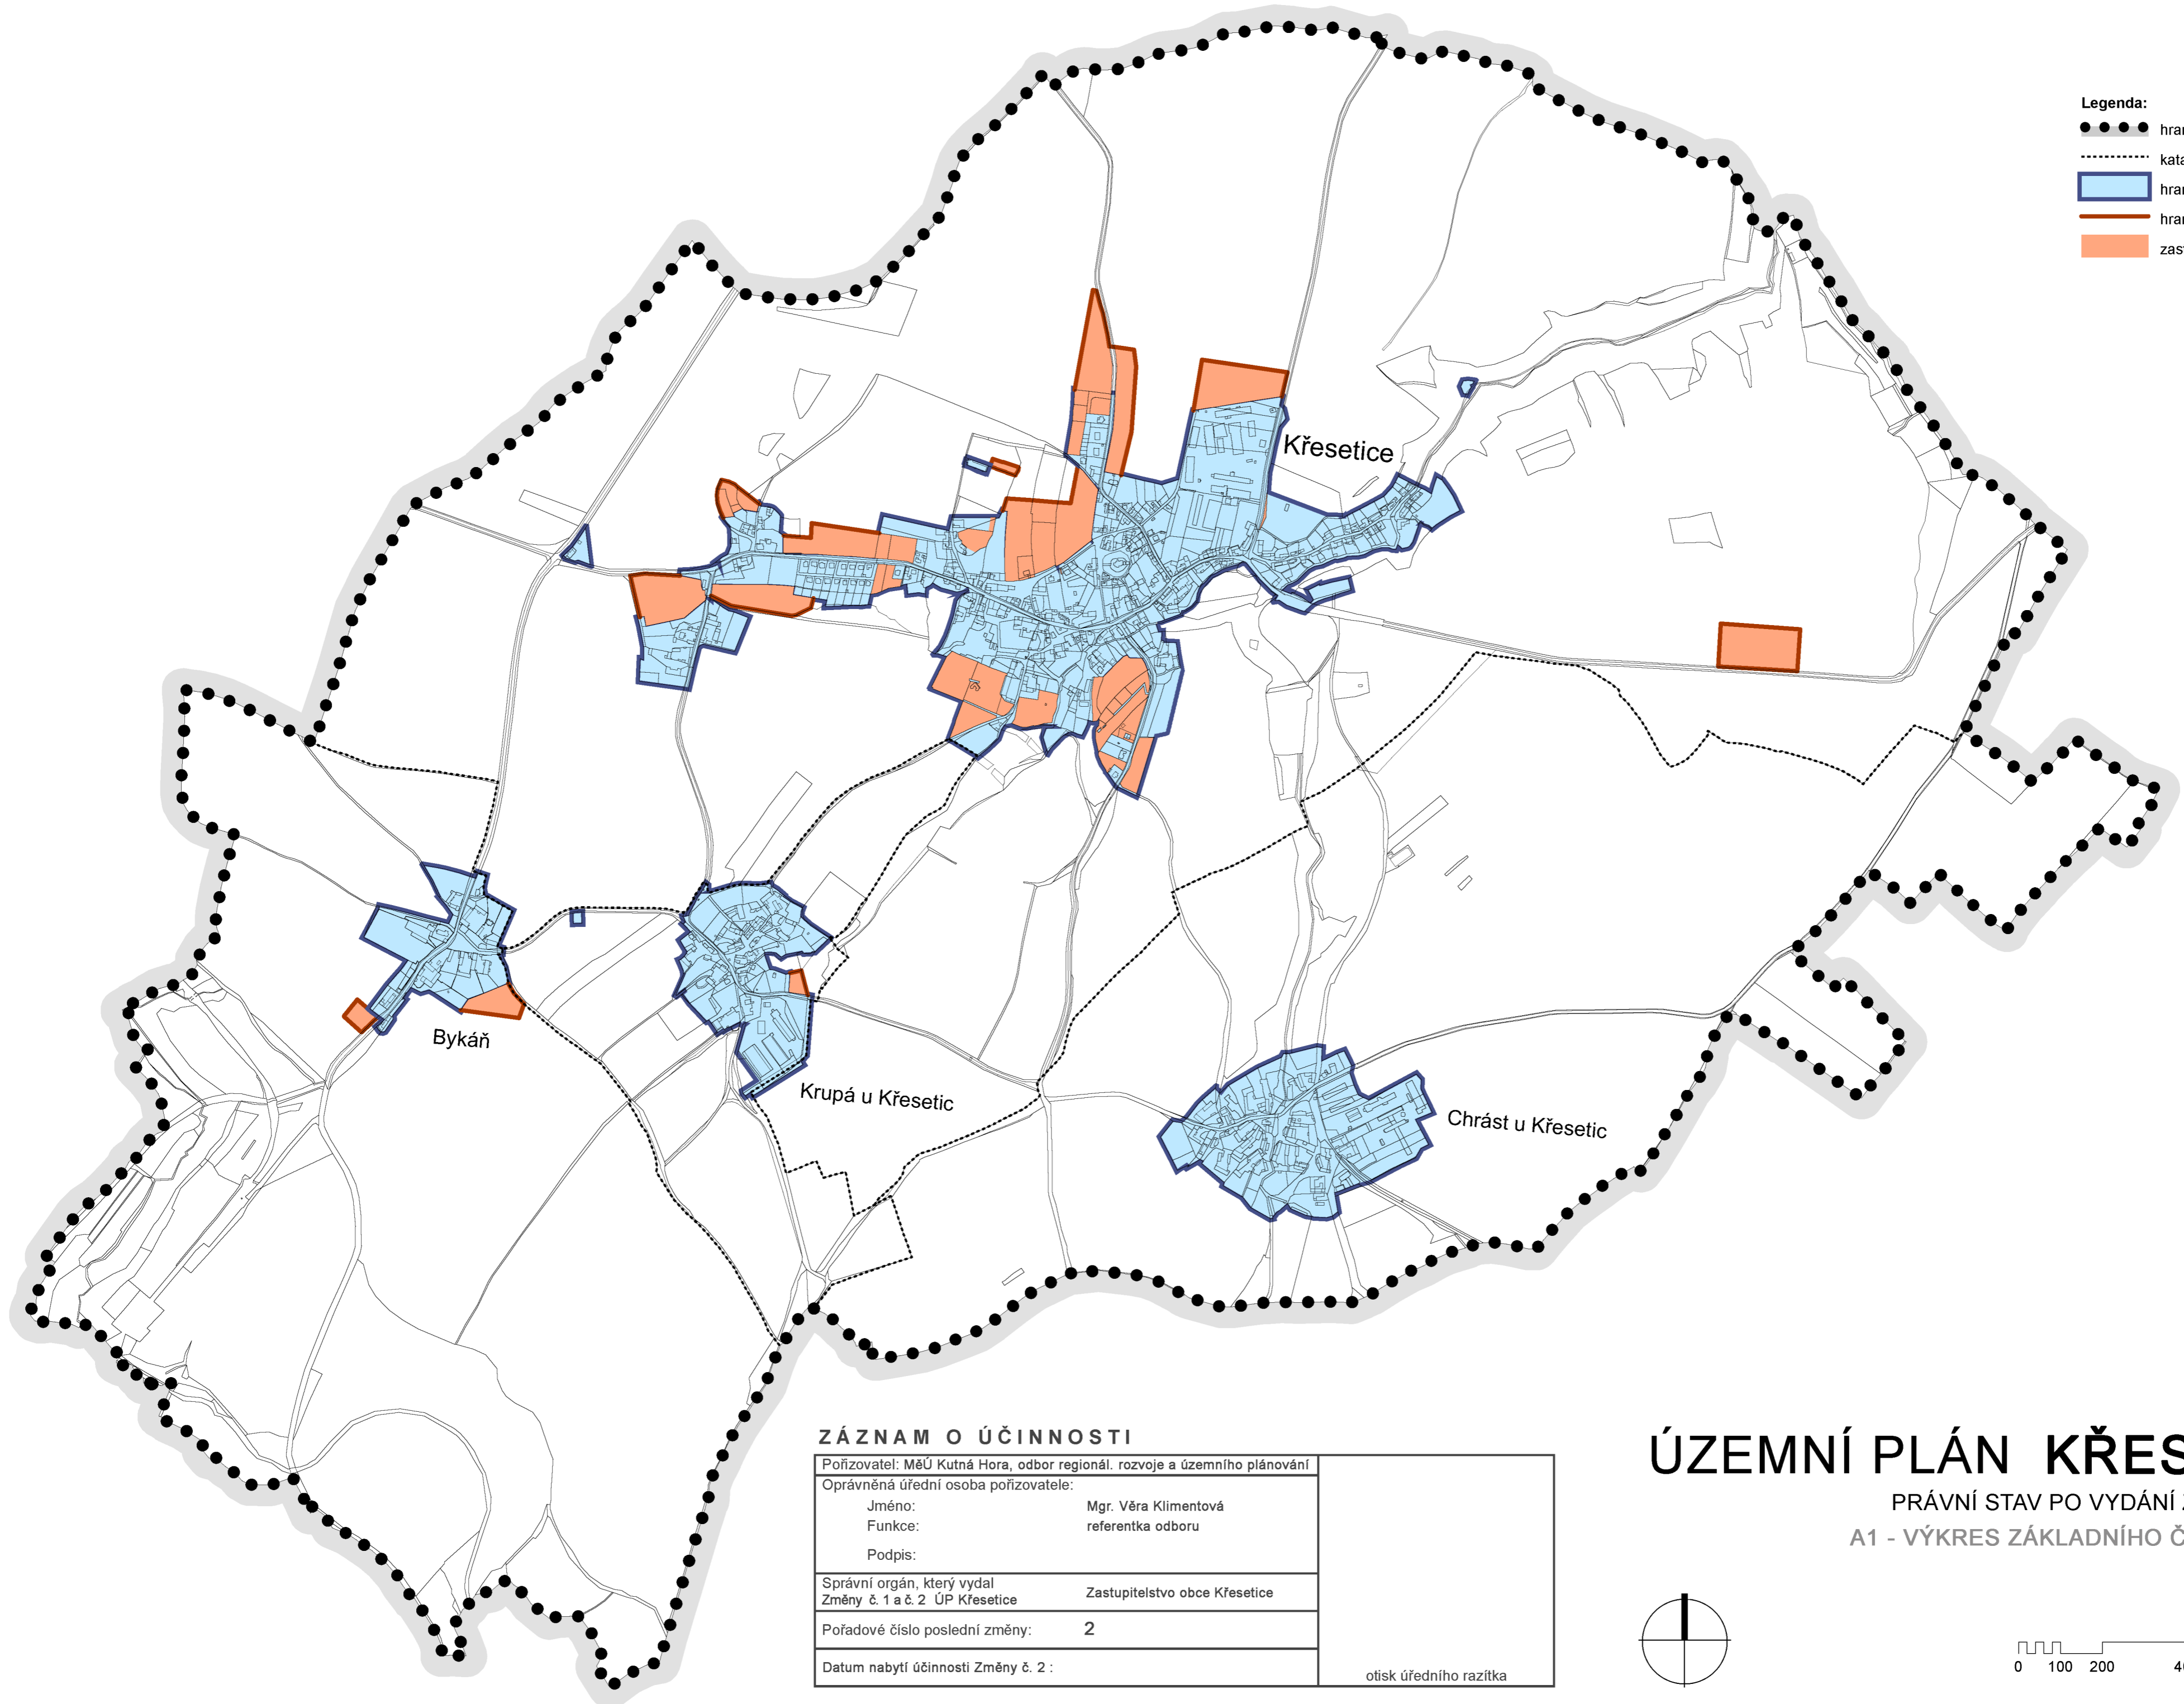 Legenda:
Křesetice
Bykáň
Krupá u Křesetic
Chrást u Křesetic
ZÁZNAM O ÚČINNOSTI
Pořizovatel: MěÚ Kutná Hora, odbor regionál. rozvoje a územního plánování
Oprávněná úřední osoba pořizovatele:
Jméno: Mgr. Věra Klimentová
Funkce: referentka odboru
Podpis:
Správní orgán, který vydal
Změny č. 1 a č. 2 ÚP Křesetice Zastupitelstvo obce Křesetice
Pořadové číslo poslední změny: 2
Datum nabytí účinnosti Změny č. 2 :
otisk úředního razítka
ÚZEMNÍ PLÁN KŘES
PRÁVNÍ STAV PO VYDÁNÍ
A1 - VÝKRES ZÁKLADNÍHO
0 100 200